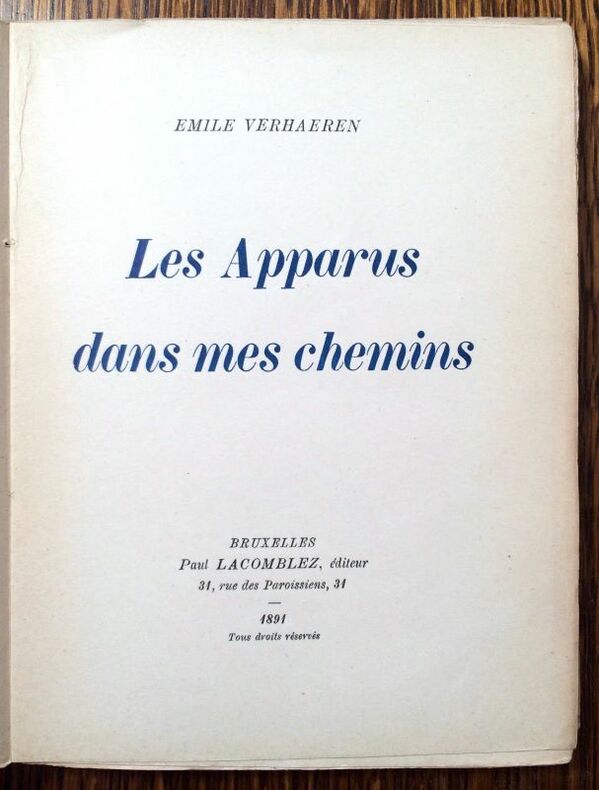 EMILE VERHAEREN
Les Apparus
dans mes chemins
BRUXELLES
Paul LACOMBLEZ, éditeur
31, rue des Paroissiens, 31
—
1891
Tous droits réservés